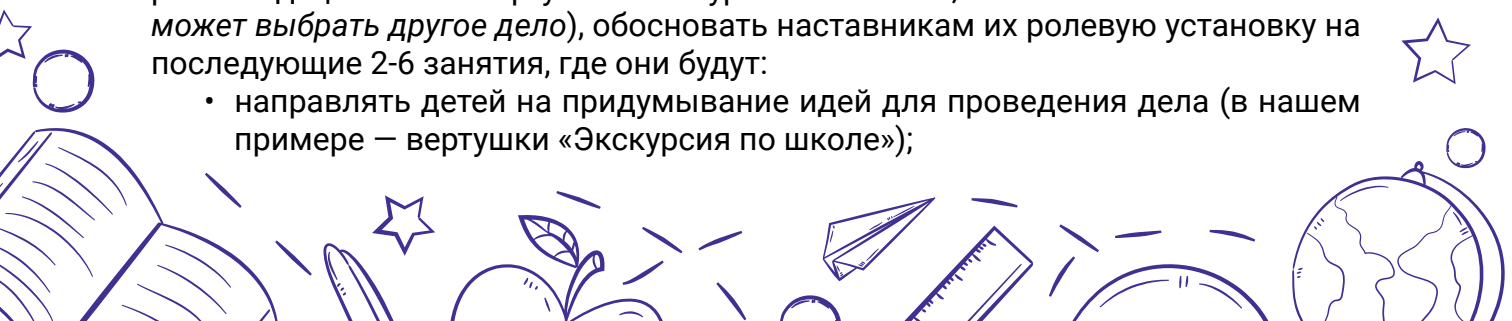 может выбрать другое дело), обосновать наставникам их ролевую установку на
последующие 2-6 занятия, где они будут:
• направлять детей на придумывание идей для проведения дела (в нашем
примере — вертушки «Экскурсия по школе»);